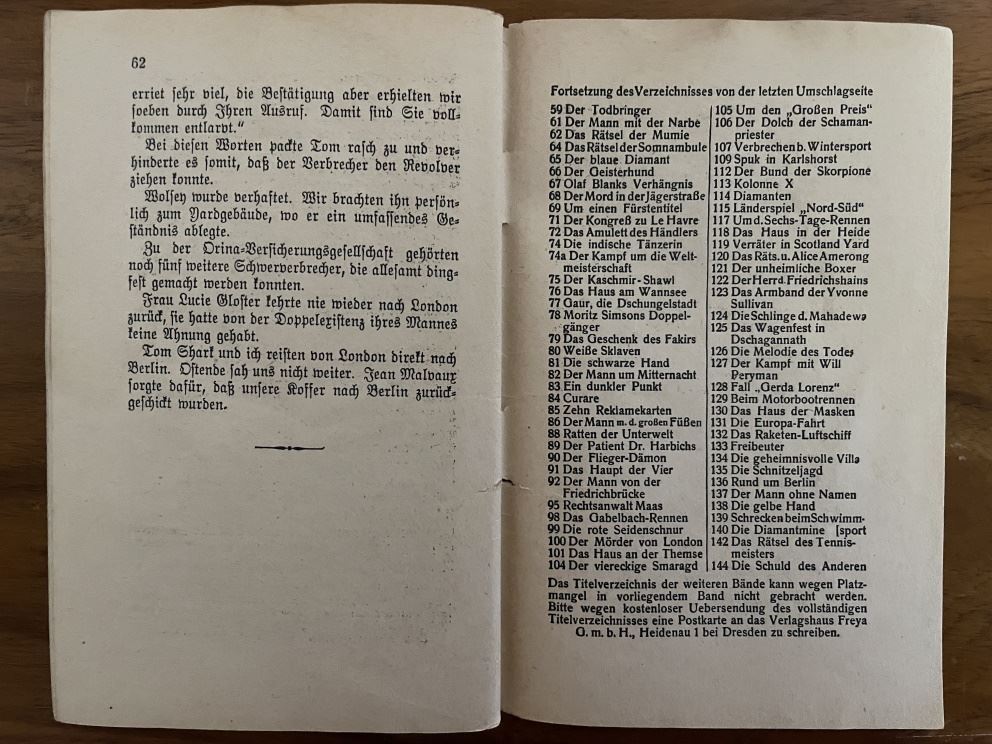 62
erriet sehr viel, die Bestätigung aber erhielten wir
soeben durch Ihren Ausruf. Damit sind Sie voll-
kommen entlarvt."
Bei diesen Worten packte Tom rasch zu und ver-
hinderte es somit, daß der Verbrecher den Revolver
ziehen konnte.
Wolsey wurde verhaftet. Wir brachten ihn persön-
lich zum Yardgebäude, wo er ein umfassendes Ge-
ständnis ablegte.
Zu der Orina-Versicherungsgesellschaft gehörten
noch fünf weitere Schwerverbrecher, die allesamt ding-
fest gemacht werden konnten.
Frau Lucie Gloster kehrte nie wieder nach London
zurück, sie hatte von der Doppelexistenz ihres Mannes
keine Ahnung gehabt.
Tom Shark und ich reisten von London direkt nach
Berlin. Ostende sah uns nicht weiter. Jean Malvaux
sorgte dafür, daß unsere Koffer nach Berlin zurück-
geschickt wurden.
Fortsetzung des Verzeichnisses von der letzten Umschlagseite
59 Der Todbringer
61 Der Mann mit der Narbe
62 Das Rätsel der Mumie
64 Das Rätsel der Somnambule
65 Der blaue Diamant
66 Der Geisterhund
67 Olaf Blanks Verhängnis
68 Der Mord in der Jägerstraße
69 Um einen Fürstentitel
71 Der Kongreß zu Le Havre
72 Das Amulett des Händlers
74 Die indische Tänzerin
74a Der Kampf um die Welt-
meisterschaft
75 Der Kaschmir-Shawl
76 Das Haus am Wannsee
77 Gaur, die Dschungelstadt
78 Moritz Simsons Doppel-
gänger
79 Das Geschenk des Fakirs
80 Weiße Sklaven
81 Die schwarze Hand
82 Der Mann um Mitternacht
83 Ein dunkler Punkt
84 Curare
85 Zehn Reklamekarten
86 Der Mann m. d. großen Füßen
88 Ratten der Unterwelt
89 Der Patient Dr. Harbichs
90 Der Flieger-Dämon
91 Das Haupt der Vier
92 Der Mann von der
Friedrichbrücke
95 Rechtsanwalt Maas
98 Das Gabelbach-Rennen
99 Die rote Seidenschnur
100 Der Mörder von London
101 Das Haus an der Themse
104 Der viereckige Smaragd
105 Um den „Großen Preis"
106 Der Dolch der Schaman-
priester
107 Verbrechen b. Wintersport
109 Spuk in Karlshorst
112 Der Bund der Skorpione
113 Kolonne X
114 Diamanten
115 Länderspiel „Nord-Süd"
117 Um d. Sechs-Tage-Rennen
118 Das Haus in der Heide
119 Verräter in Scotland Yard
120 Das Räts. u. Alice Amerong
121 Der unheimliche Boxer
122 Der Herr d. Friedrichshains
123 Das Armband der Yvonne
Sullivan
124 Die Schlinge d. Mahadewa
125 Das Wagenfest in
Dschagannath
126 Die Melodie des Todes
127 Der Kampf mit Will
Peryman
128 Fall „Gerda Lorenz"
129 Beim Motorbootrennen
130 Das Haus der Masken
131 Die Europa-Fahrt
132 Das Raketen-Luftschiff
133 Freibeuter
134 Die geheimnisvolle Villa
135 Die Schnitzeljagd
136 Rund um Berlin
137 Der Mann ohne Namen
138 Die gelbe Hand
139 Schrecken beim Schwimm-
140 Die Diamantmine [sport
142 Das Rätsel des Tennis-
meisters
144 Die Schuld des Anderen
Das Titelverzeichnis der weiteren Bände kann wegen Platz-
mangel in vorliegendem Band nicht gebracht werden.
Bitte wegen kostenloser Uebersendung des vollständigen
Titelverzeichnisses eine Postkarte an das Verlagshaus Freya
G. m. b. H., Heidenau 1 bei Dresden zu schreiben.